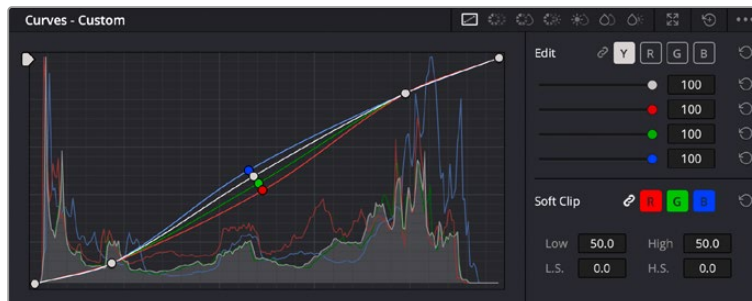 Curves - Custom
Edit Y R G B
100
100
100
100
Soft Clip R G B
Low 50.0 High 50.0
L.S. 0.0 H.S. 0.0